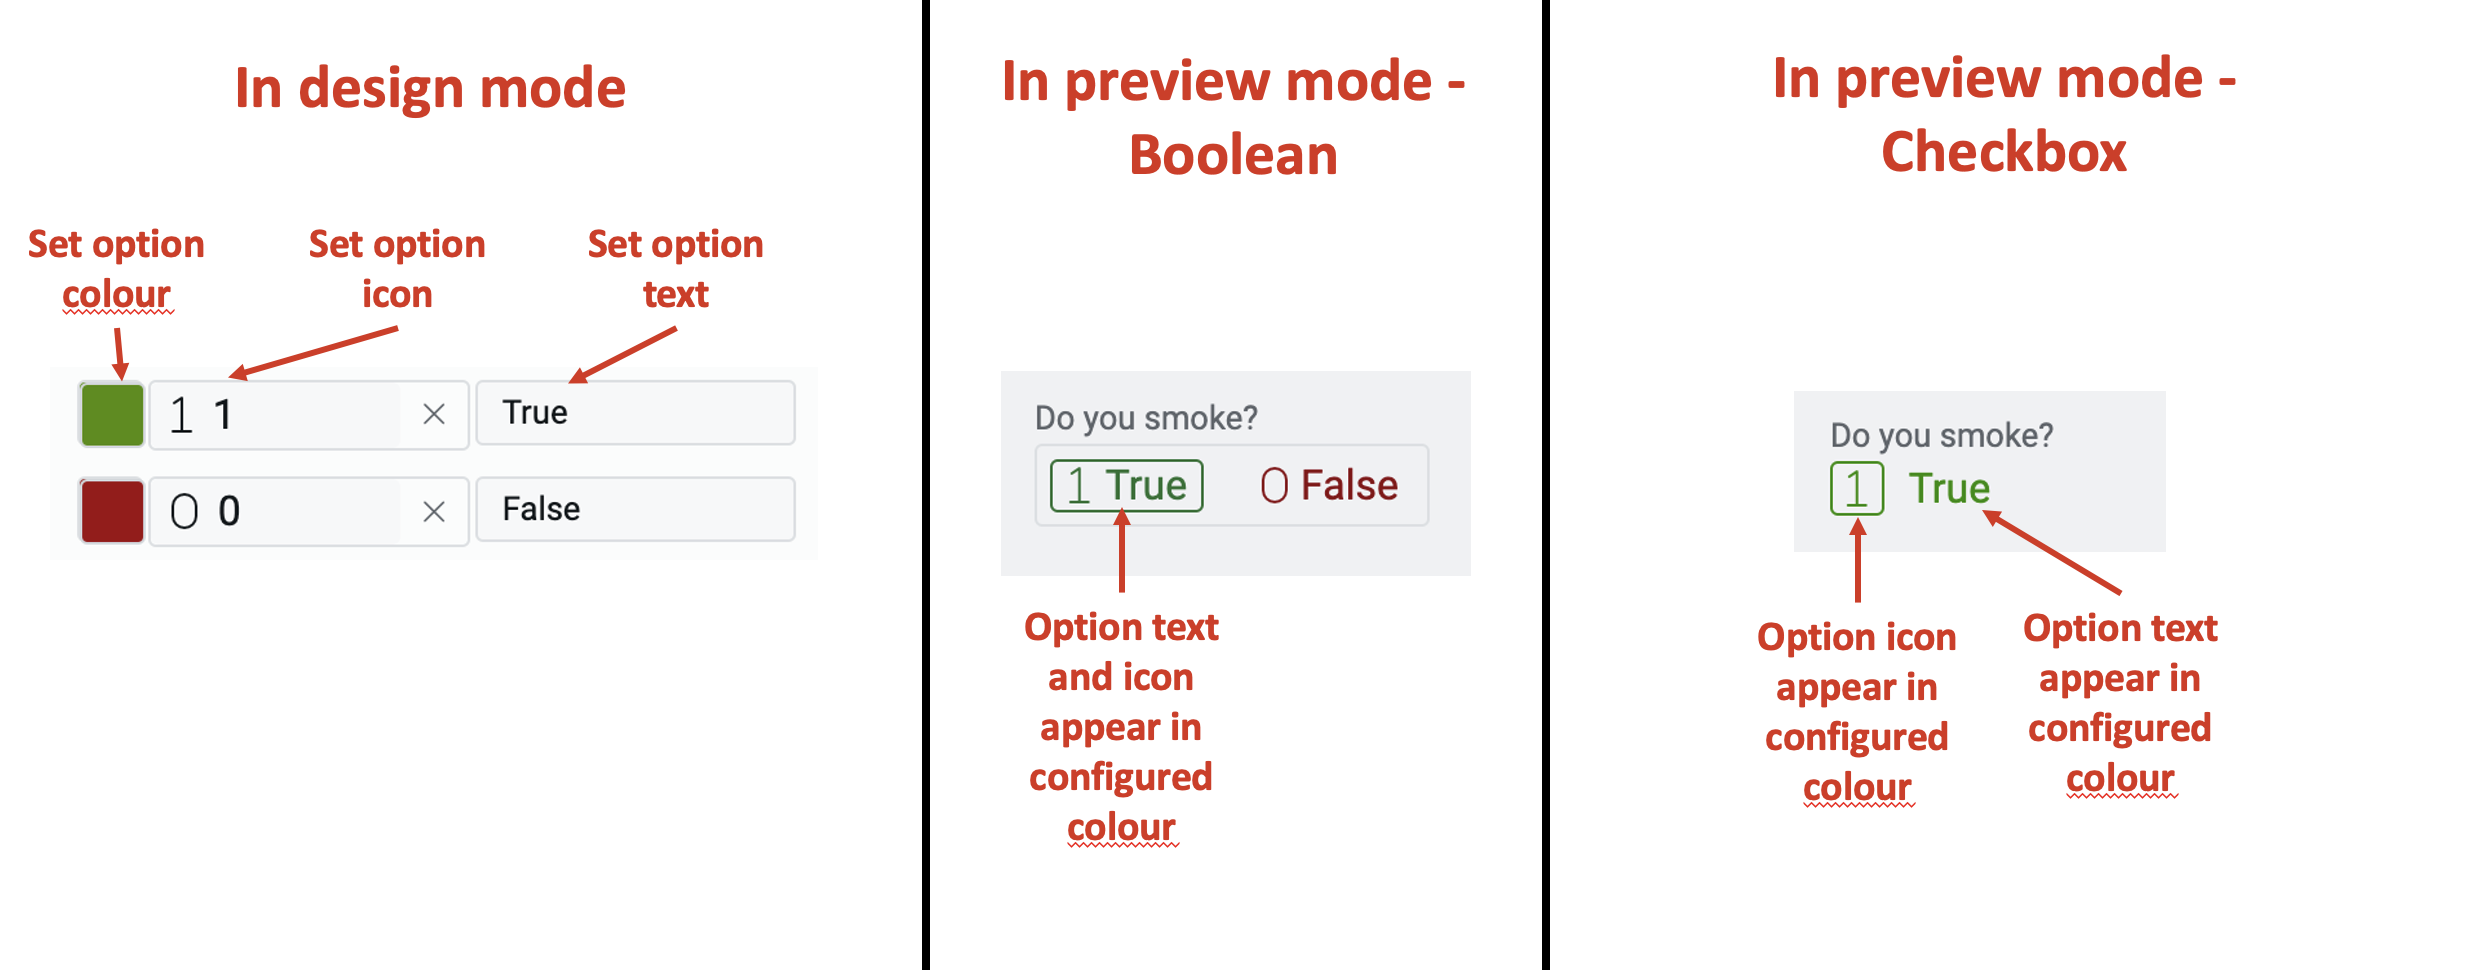 In design mode
Set option
colour
Set option
icon
Set option
text
1 1 × True
0 0 × False
In preview mode -
Boolean
Do you smoke?
1 True 0 False
Option text
and icon
appear in
configured
colour
In preview mode -
Checkbox
Do you smoke?
1 True
Option icon
appear in
configured
colour
Option text
appear in
configured
colour